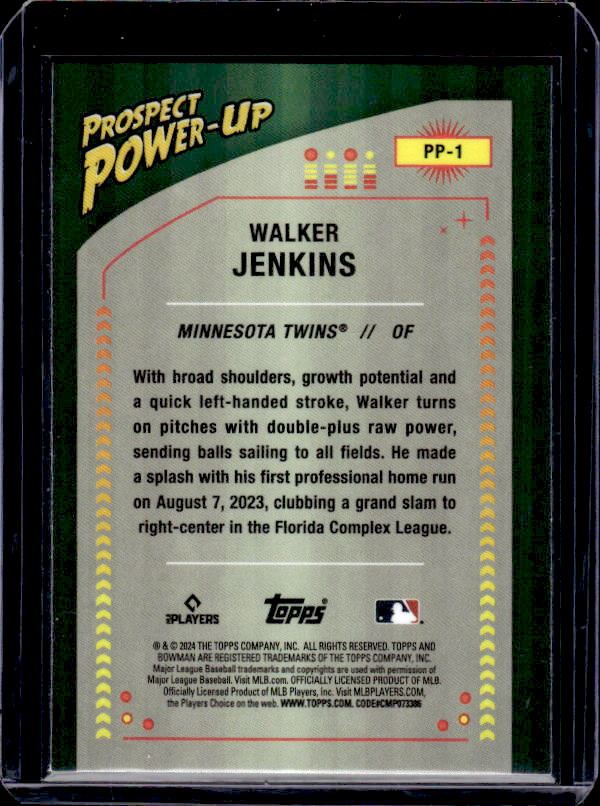 PROSPECT
POWER-UP
PP-1
WALKER
JENKINS
MINNESOTA TWINS® // OF
With broad shoulders, growth potential and
a quick left-handed stroke, Walker turns
on pitches with double-plus raw power,
sending balls sailing to all fields. He made
a splash with his first professional home run
on August 7, 2023, clubbing a grand slam to
right-center in the Florida Complex League.
PLAYERS
topps®
® & © 2024 THE TOPPS COMPANY, INC. ALL RIGHTS RESERVED. TOPPS AND
BOWMAN ARE REGISTERED TRADEMARKS OF THE TOPPS COMPANY, INC.
Major League Baseball trademarks and copyrights are used with permission of
Major League Baseball. Visit MLB.com. OFFICIALLY LICENSED PRODUCT OF MLB.
Officially Licensed Product of MLB Players, Inc. Visit MLBPLAYERS.COM,
the Players Choice on the web. WWW.TOPPS.COM. CODE#CMP073386